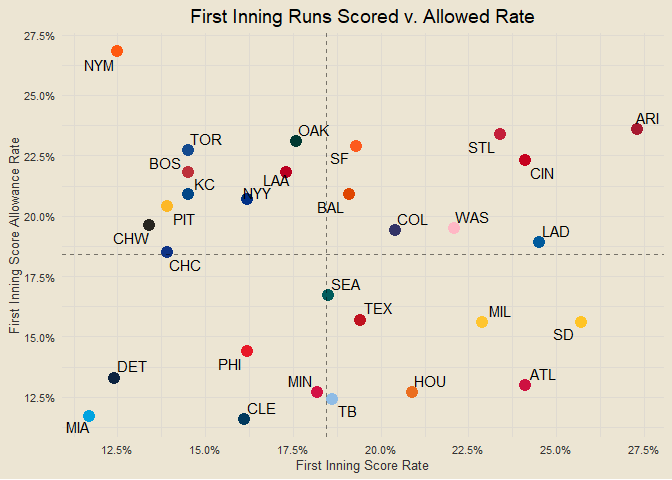 First Inning Runs Scored v. Allowed Rate
27.5%
ARI
NYM
25.0%
TOR
OAK
22.5%
BOS
SF
STL
CIN
KC
LAA
NYY
BAL
20.0%
PIT
COL
WAS
CHW
LAD
CHC
17.5%
SEA
TEX
MIL
15.0%
SD
PHI
DET
MIN
HOU
ATL
12.5%
CLE
TB
MIA
12.5% 15.0% 17.5% 20.0% 22.5% 25.0% 27.5%
First Inning Score Rate
First Inning Score Allowance Rate